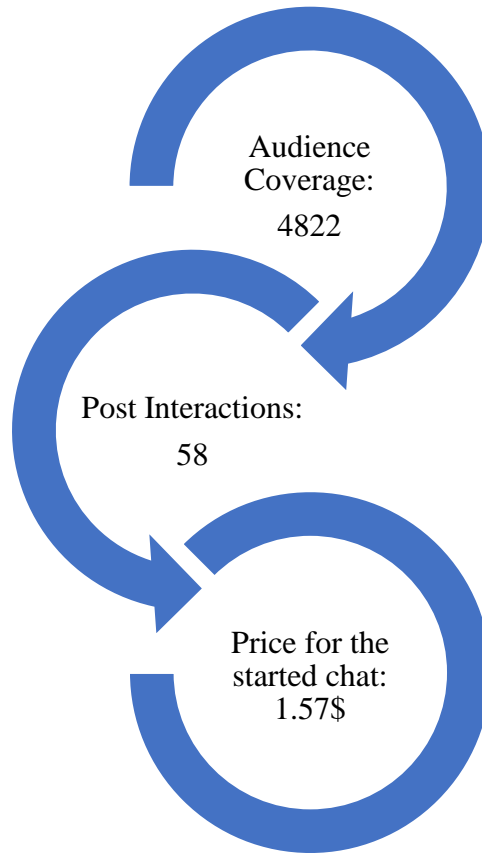 Audience
Coverage:
4822
Post Interactions:
58
Price for the
started chat:
1.57$